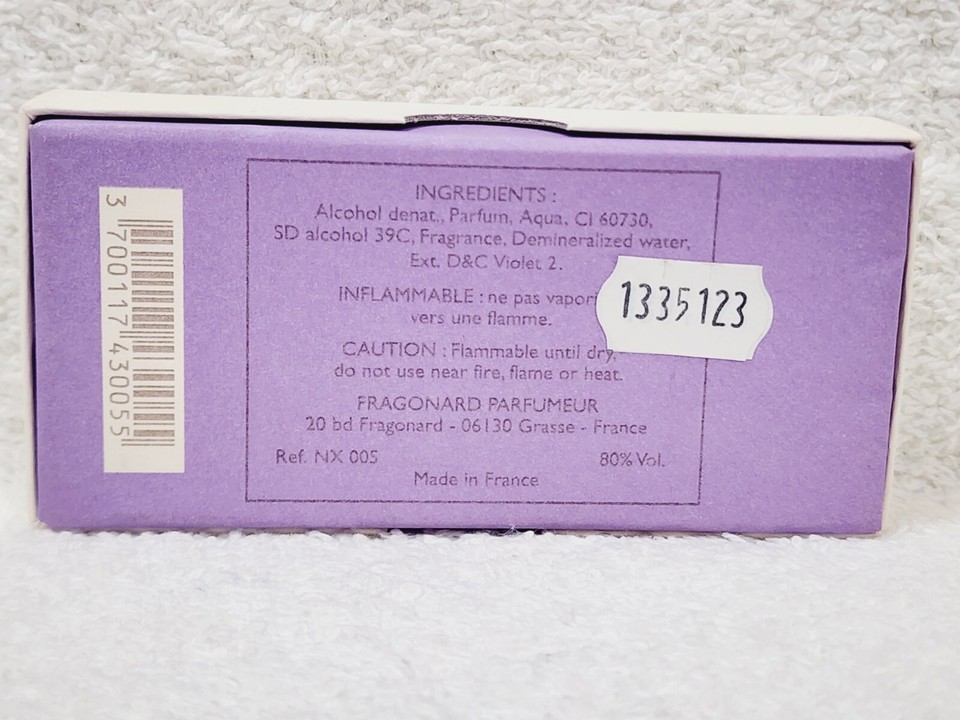 INGREDIENTS :
Alcohol denat., Parfum, Aqua, CI 60730,
SD alcohol 39C, Fragrance, Demineralized water,
Ext. D&C Violet 2.
INFLAMMABLE : ne pas vapori
vers une flamme.
CAUTION : Flammable until dry,
do not use near fire, flame or heat.
FRAGONARD PARFUMEUR
20 bd Fragonard - 06130 Grasse - France
Ref. NX 005 80% Vol.
Made in France
1335123
3 700117 430055